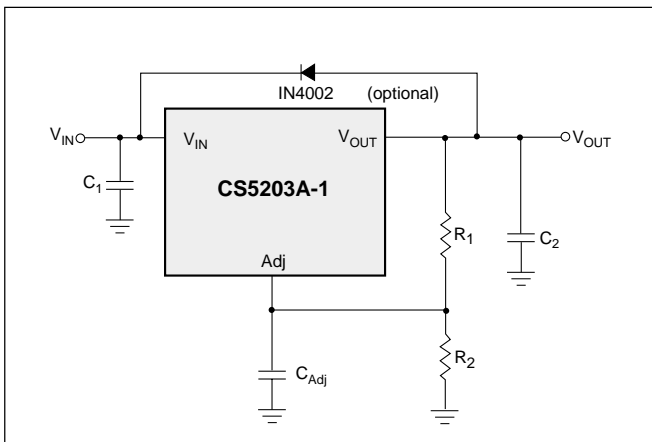 IN4002 (optional)
VIN VIN VOUT VOUT
C1 CS5203A-1 R1 C2
Adj
CAdj R2